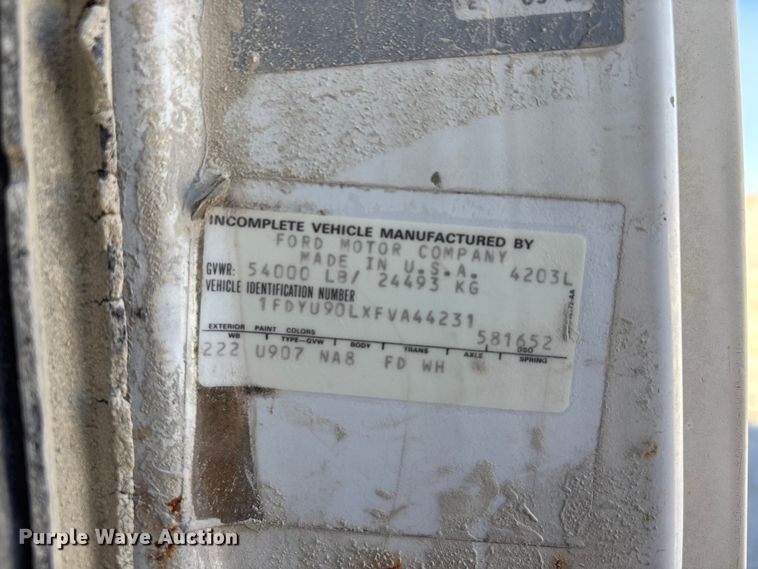 INCOMPLETE VEHICLE MANUFACTURED BY
FORD MOTOR COMPANY
MADE IN U.S.A. 4203L
GVWR: 54000 LB/ 24493 KG
VEHICLE IDENTIFICATION NUMBER
1FDYU90LXFVA44231
EXTERIOR PAINT COLORS 581652 DSO
WB TYPE-GVW BODY TRANS AXLE SPRING
222 U907 NA8 FD WH
Purple Wave Auction